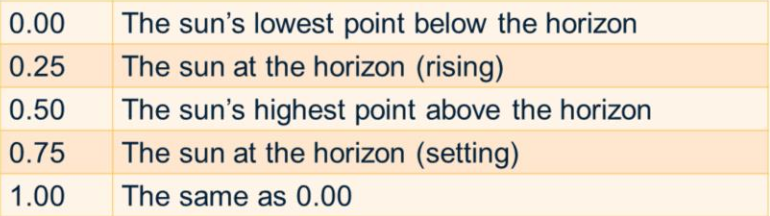 0.00 The sun’s lowest point below the horizon
0.25 The sun at the horizon (rising)
0.50 The sun’s highest point above the horizon
0.75 The sun at the horizon (setting)
1.00 The same as 0.00